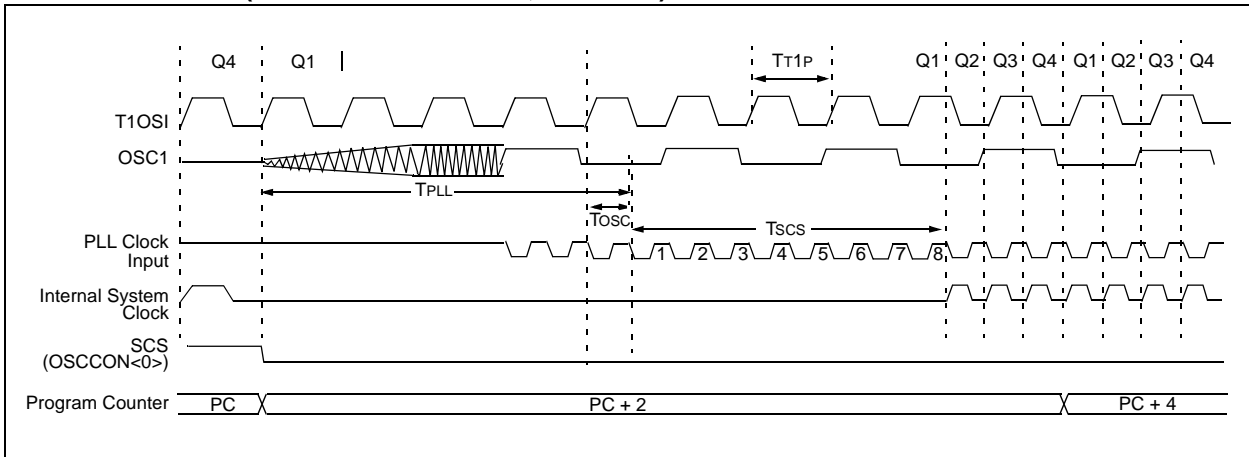 Q4 Q1 TT1P Q1 Q2 Q3 Q4 Q1 Q2 Q3 Q4
T1OSI
OSC1
TPLL
TOSC
TSCS
PLL Clock
Input
1 2 3 4 5 6 7 8
Internal System
Clock
SCS
(OSCCON<0>)
Program Counter PC PC + 2 PC + 4